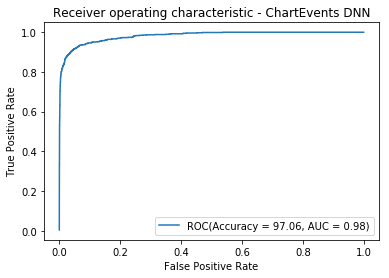 Receiver operating characteristic - ChartEvents DNN
True Positive Rate
1.0
0.8
0.6
0.4
0.2
0.0
ROC(Accuracy = 97.06, AUC = 0.98)
0.0 0.2 0.4 0.6 0.8 1.0
False Positive Rate